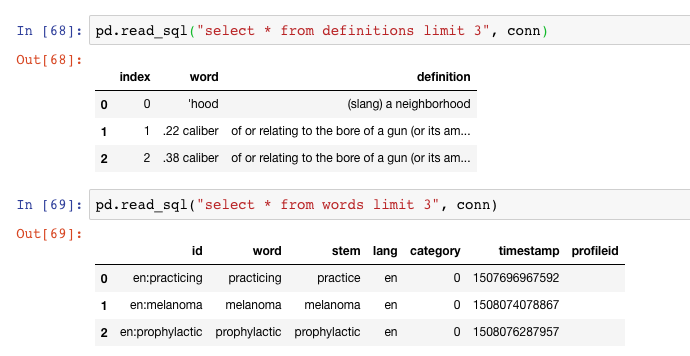 In [68]: pd.read_sql("select * from definitions limit 3", conn)
Out[68]:
index word definition
0 0 'hood (slang) a neighborhood
1 1 .22 caliber of or relating to the bore of a gun (or its am...
2 2 .38 caliber of or relating to the bore of a gun (or its am...
In [69]: pd.read_sql("select * from words limit 3", conn)
Out[69]:
id word stem lang category timestamp profileid
0 en:practicing practicing practice en 0 1507696967592
1 en:melanoma melanoma melanoma en 0 1508074078867
2 en:prophylactic prophylactic prophylactic en 0 1508076287957